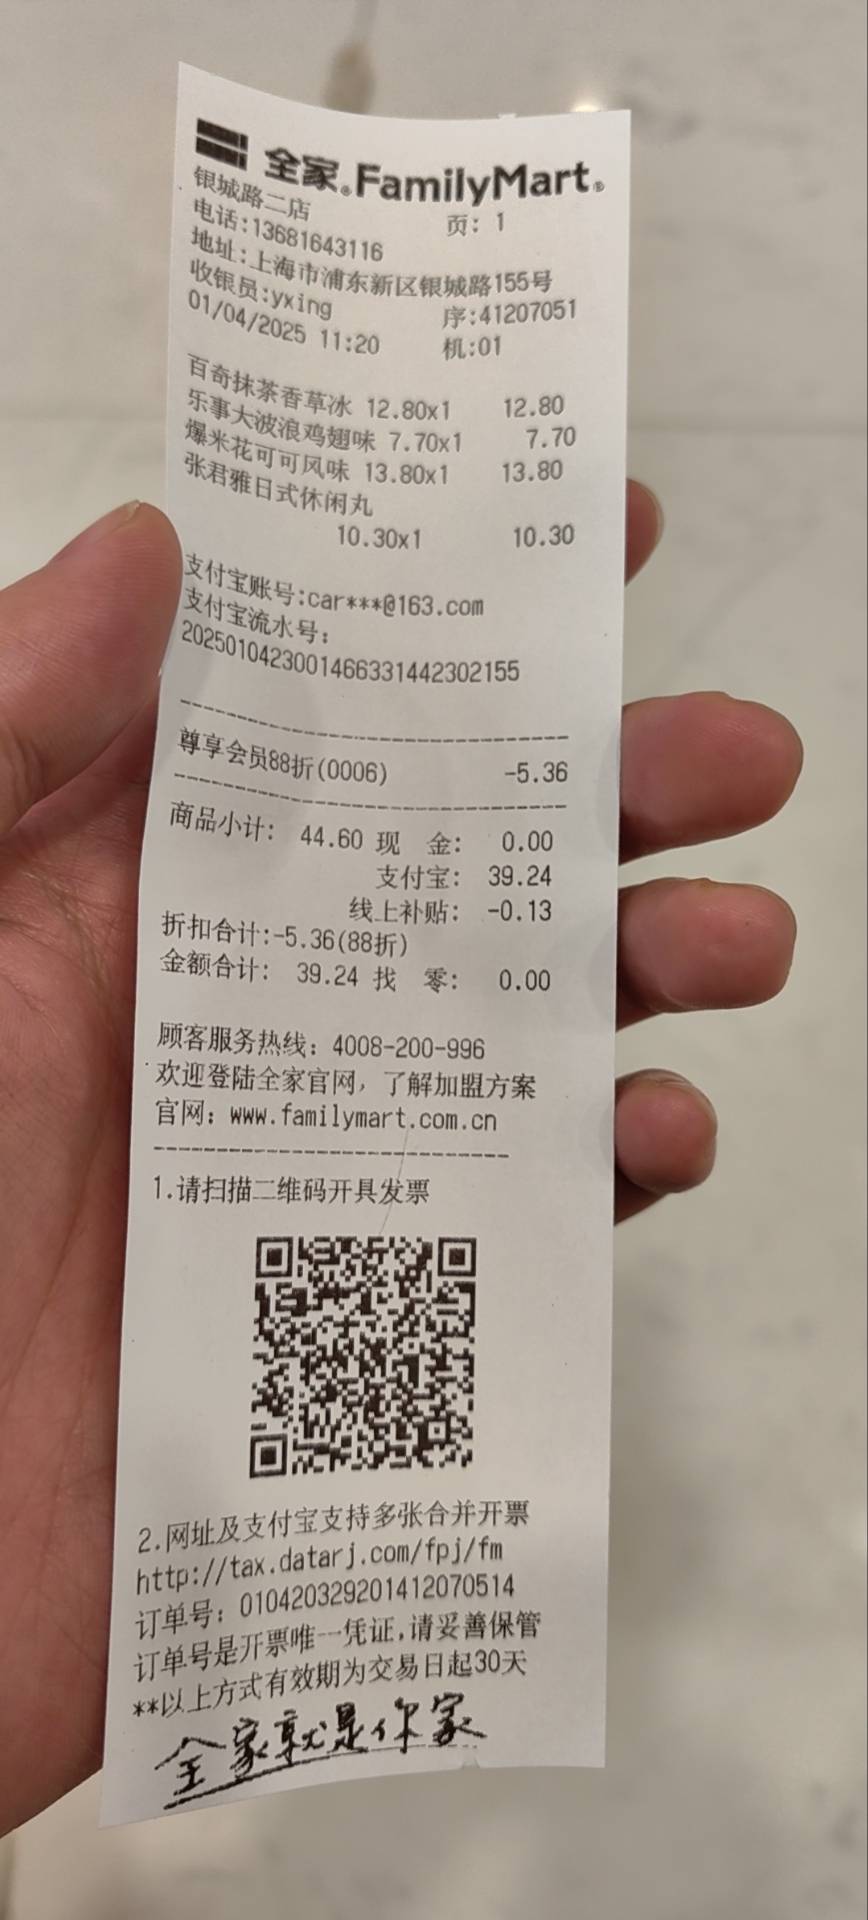 全家® FamilyMart®
银城路二店 页: 1
电话:13681643116
地址:上海市浦东新区银城路155号
收银员:yxing 序:41207051
01/04/2025 11:20 机:01
百奇抹茶香草冰 12.80x1 12.80
乐事大波浪鸡翅味 7.70x1 7.70
爆米花可可风味 13.80x1 13.80
张君雅日式休闲丸
10.30x1 10.30
支付宝账号:car***@163.com
支付宝流水号:
2025010423001466331442302155
--------------------------------
尊享会员88折(0006) -5.36
--------------------------------
商品小计: 44.60 现 金: 0.00
支付宝: 39.24
线上补贴: -0.13
折扣合计:-5.36(88折)
金额合计: 39.24 找 零: 0.00
顾客服务热线: 4008-200-996
欢迎登陆全家官网, 了解加盟方案
官网: www.familymart.com.cn
-----------------------------
1.请扫描二维码开具发票
2.网址及支付宝支持多张合并开票
http://tax.datarj.com/fpj/fm
订单号: 010420329201412070514
订单号是开票唯一凭证,请妥善保管
**以上方式有效期为交易日起30天
全家就是你家